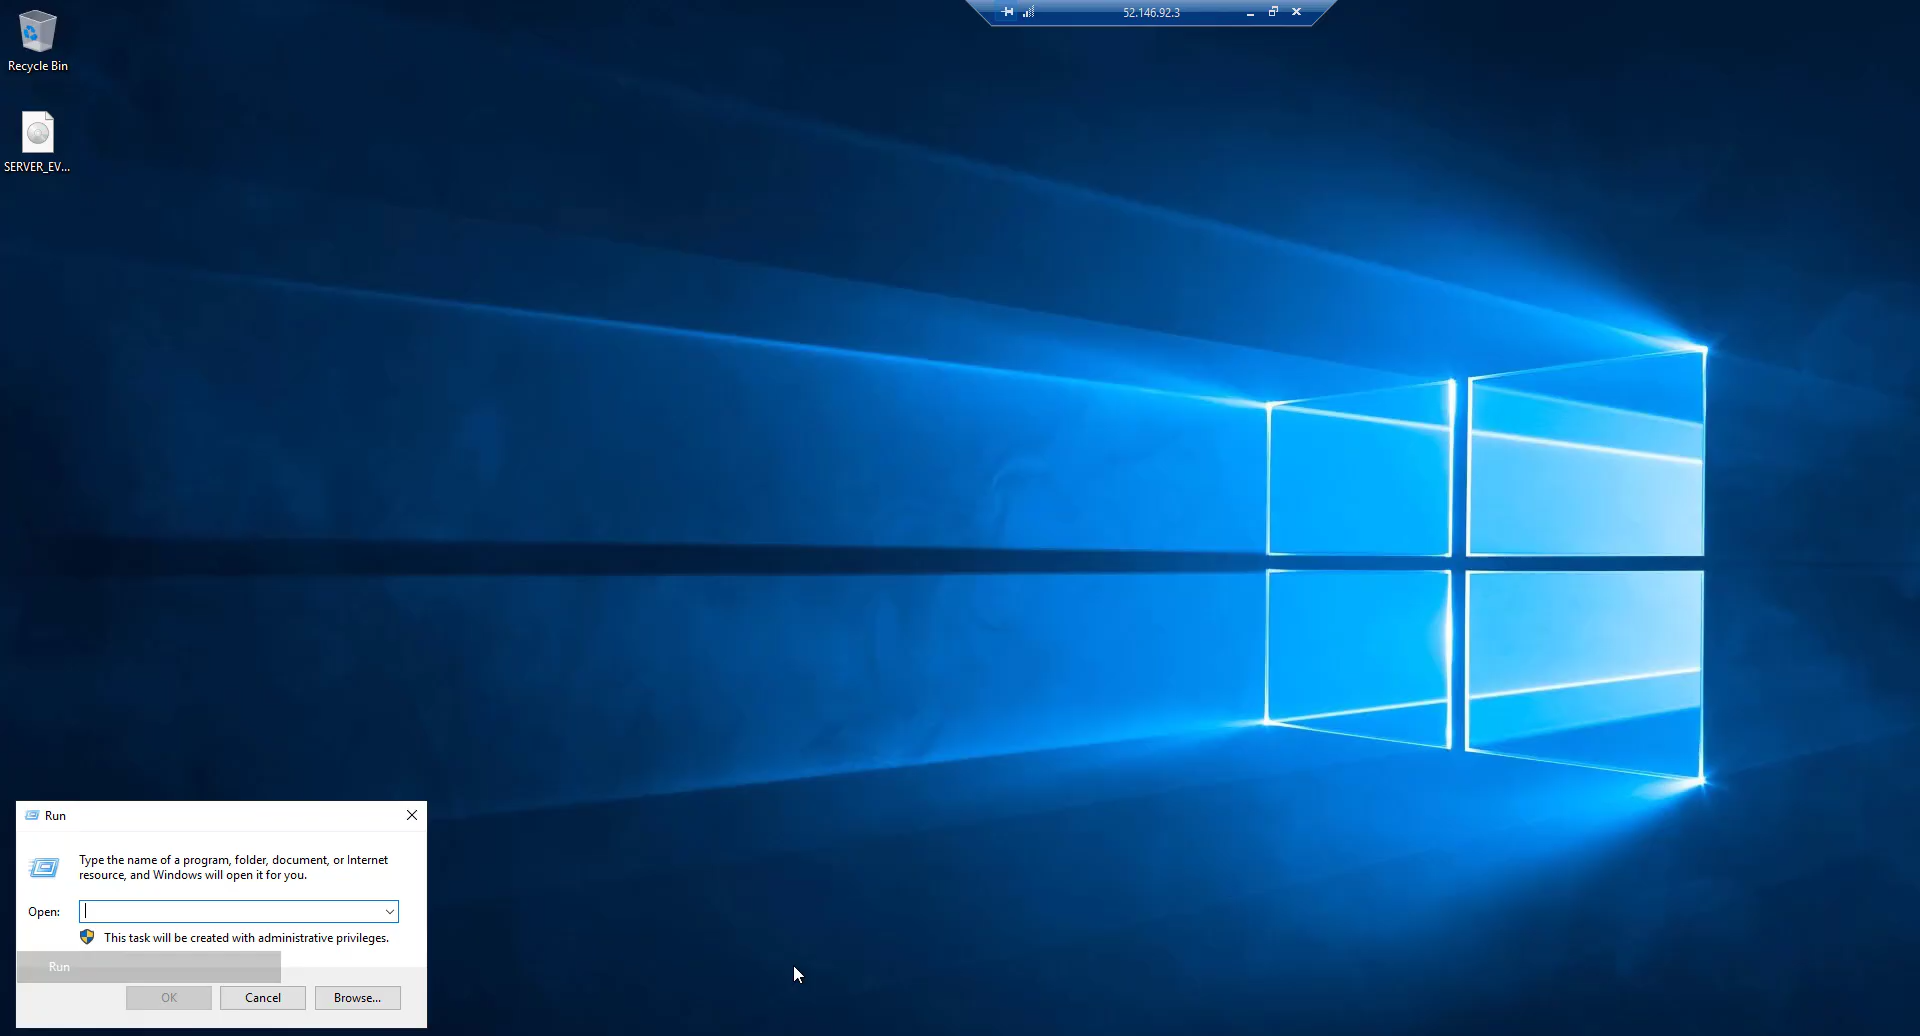 52.146.92.3
Recycle Bin
SERVER_EV...
Run
Type the name of a program, folder, document, or Internet
resource, and Windows will open it for you.
Open:
This task will be created with administrative privileges.
Run
OK
Cancel
Browse...